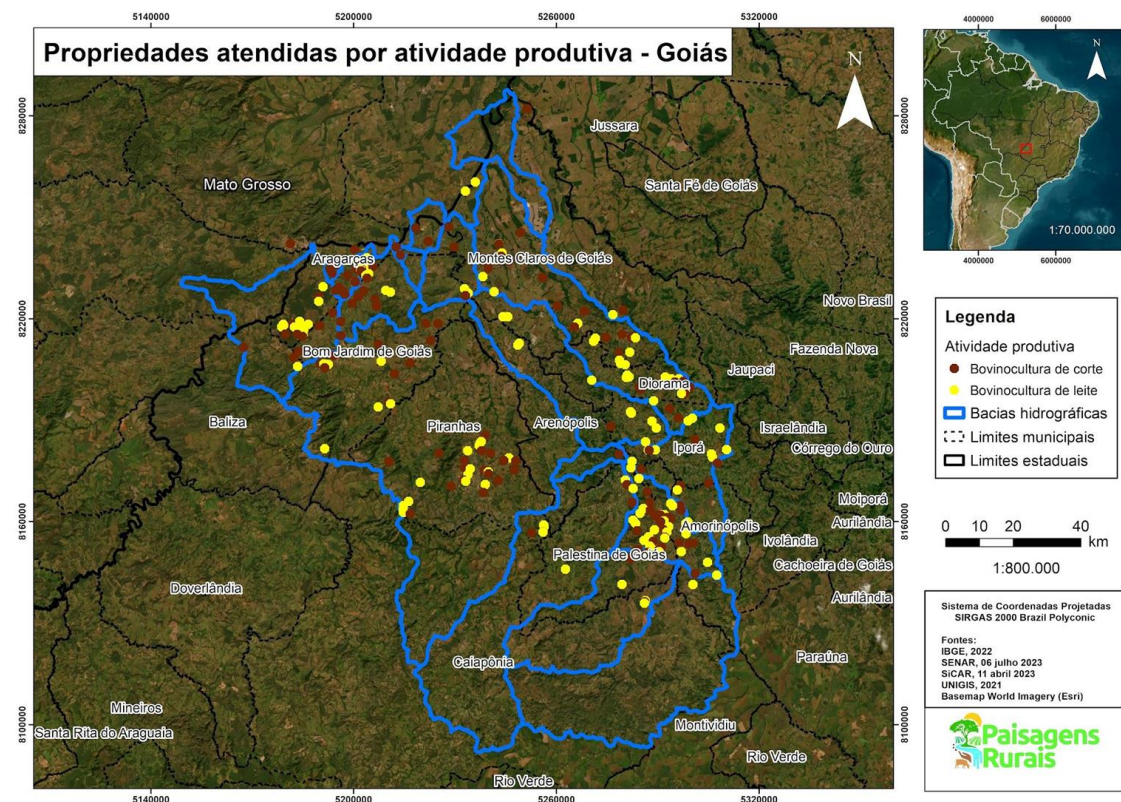 5140000
5200000
5260000
5320000
Propriedades atendidas por atividade produtiva - Goiás
N
8280000
8280000
Jussara
Mato Grosso
Santa Fé de Goiás
Aragarças
Montes Claros de Goiás
8220000
Novo Brasil
8220000
Bom Jardim de Goiás
Fazenda Nova
Diorama
Jaupaci
Baliza
Piranhas
Arenópolis
Israelândia
Iporá
Córrego do Ouro
Moiporá
8160000
Amorinópolis
Aurilândia
8160000
Ivolândia
Palestina de Goiás
Cachoeira de Goiás
Doverlândia
Aurilândia
Caiapônia
Paraúna
Mineiros
8100000
Santa Rita do Araguaia
Montividiu
8100000
Rio Verde
Rio Verde
5140000
5200000
5260000
5320000
4000000
6000000
N
1:70.000.000
4000000
6000000
Legenda
Atividade produtiva
Bovinocultura de corte
Bovinocultura de leite
Bacias hidrográficas
Limites municipais
Limites estaduais
0 10 20 40
km
1:800.000
Sistema de Coordenadas Projetadas
SIRGAS 2000 Brazil Polyconic
Fontes:
IBGE, 2022
SENAR, 06 julho 2023
SiCAR, 11 abril 2023
UNIGIS, 2021
Basemap World Imagery (Esri)
Paisagens
Rurais